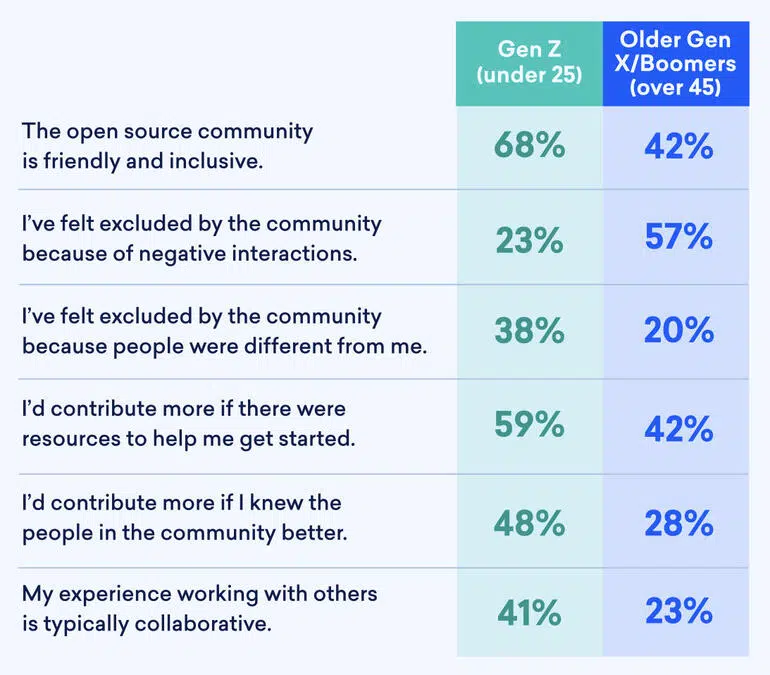 Gen Z
(under 25)
Older Gen
X/Boomers
(over 45)
The open source community
is friendly and inclusive.
68%
42%
I’ve felt excluded by the community
because of negative interactions.
23%
57%
I’ve felt excluded by the community
because people were different from me.
38%
20%
I’d contribute more if there were
resources to help me get started.
59%
42%
I’d contribute more if I knew the
people in the community better.
48%
28%
My experience working with others
is typically collaborative.
41%
23%